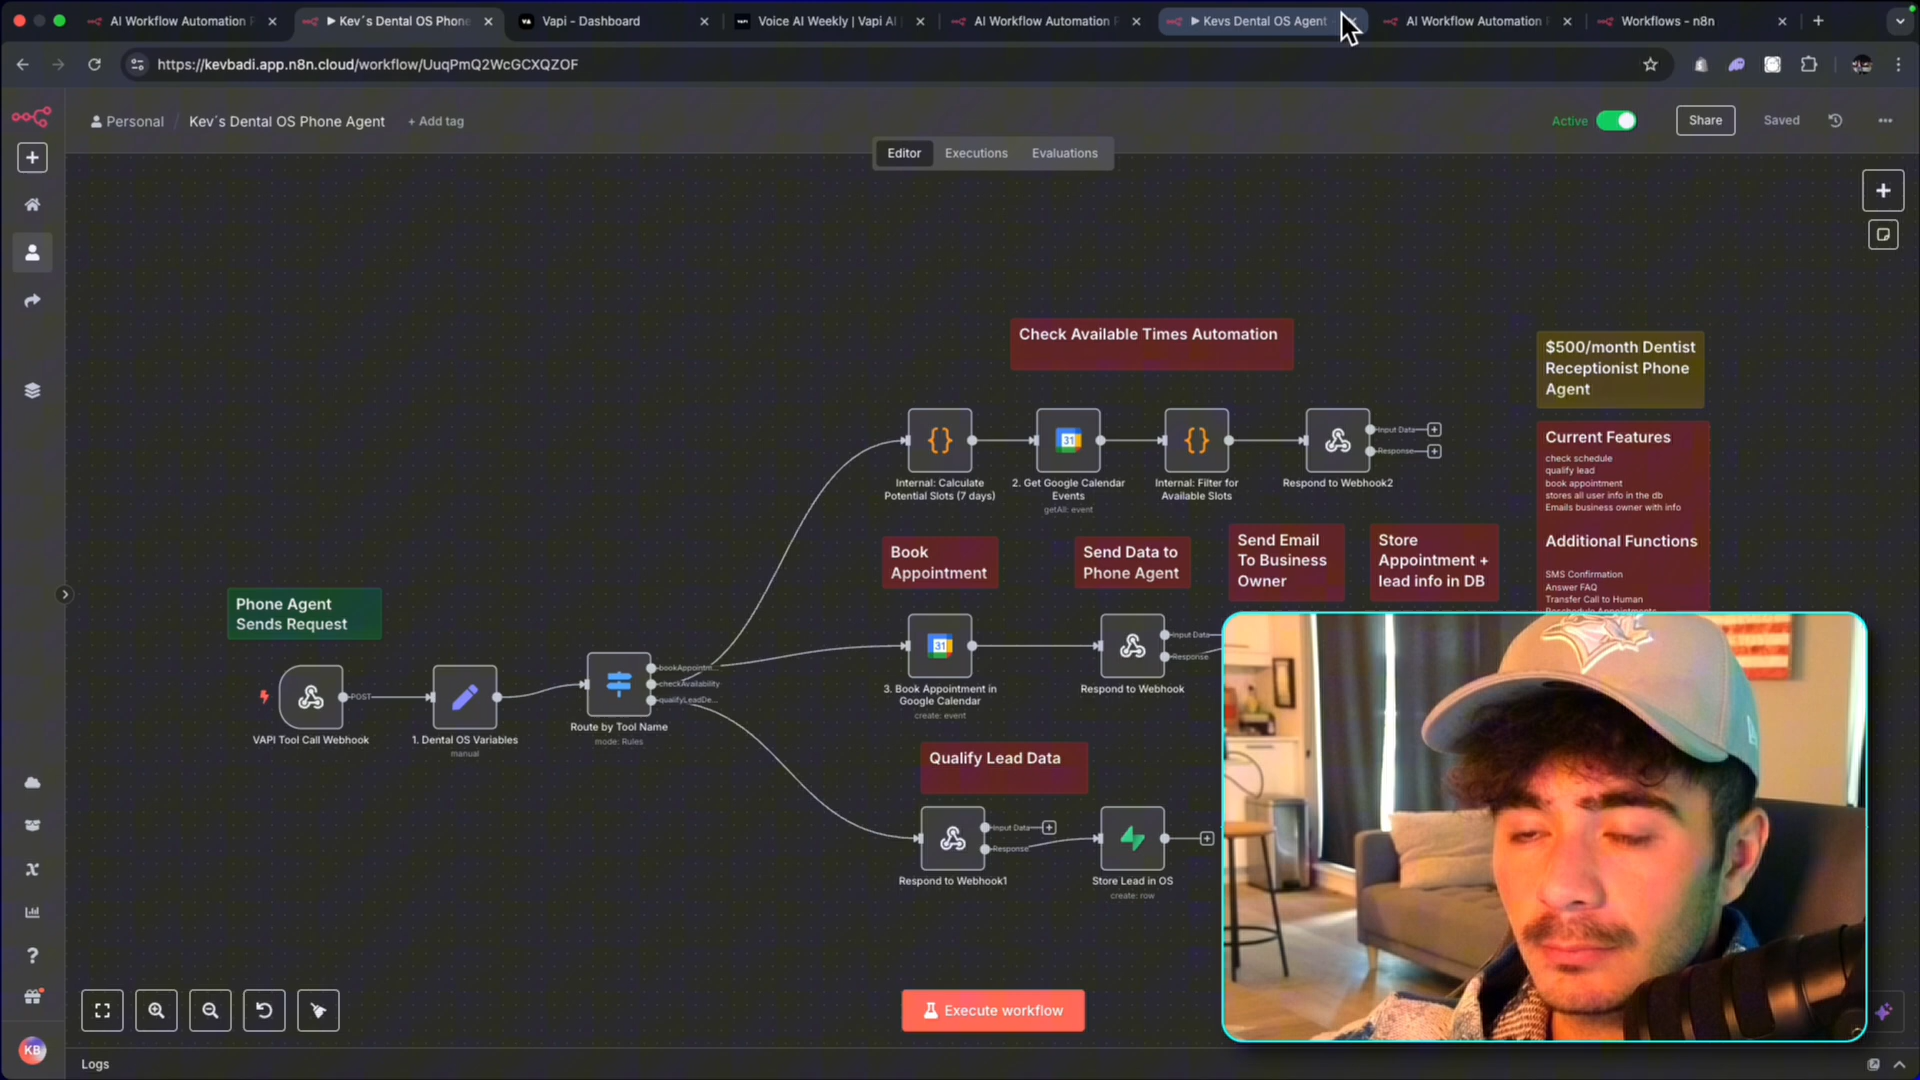 AI Workflow Automation
▶ Kev´s Dental OS Phone
Vapi - Dashboard
Voice AI Weekly | Vapi AI
AI Workflow Automation
▶ Kevs Dental OS Agent
AI Workflow Automation
Workflows - n8n
https://kevbadi.app.n8n.cloud/workflow/UuqPmQ2WcGCXQZOF
Personal / Kev´s Dental OS Phone Agent + Add tag
Active
Share
Saved
Editor
Executions
Evaluations
Check Available Times Automation
$500/month Dentist
Receptionist Phone
Agent
Current Features
check schedule
qualify lead
book appointment
stores all user info in the db
Emails business owner with info
Additional Functions
SMS Confirmation
Answer FAQ
Transfer Call to Human
Reschedule Appointments
31
Input Data
Response
Internal: Calculate
Potential Slots (7 days)
2. Get Google Calendar
Events
getAll: event
Internal: Filter for
Available Slots
Respond to Webhook2
Book
Appointment
Send Data to
Phone Agent
Send Email
To Business
Owner
Store
Appointment +
lead info in DB
Phone Agent
Sends Request
POST
VAPI Tool Call Webhook
1. Dental OS Variables
manual
bookAppointm...
checkAvailability
qualifyLeadDe...
Route by Tool Name
mode: Rules
31
3. Book Appointment in
Google Calendar
create: event
Input Data
Response
Respond to Webhook
Qualify Lead Data
Input Data
Response
Respond to Webhook1
Store Lead in OS
create: row
Execute workflow
KB
Logs